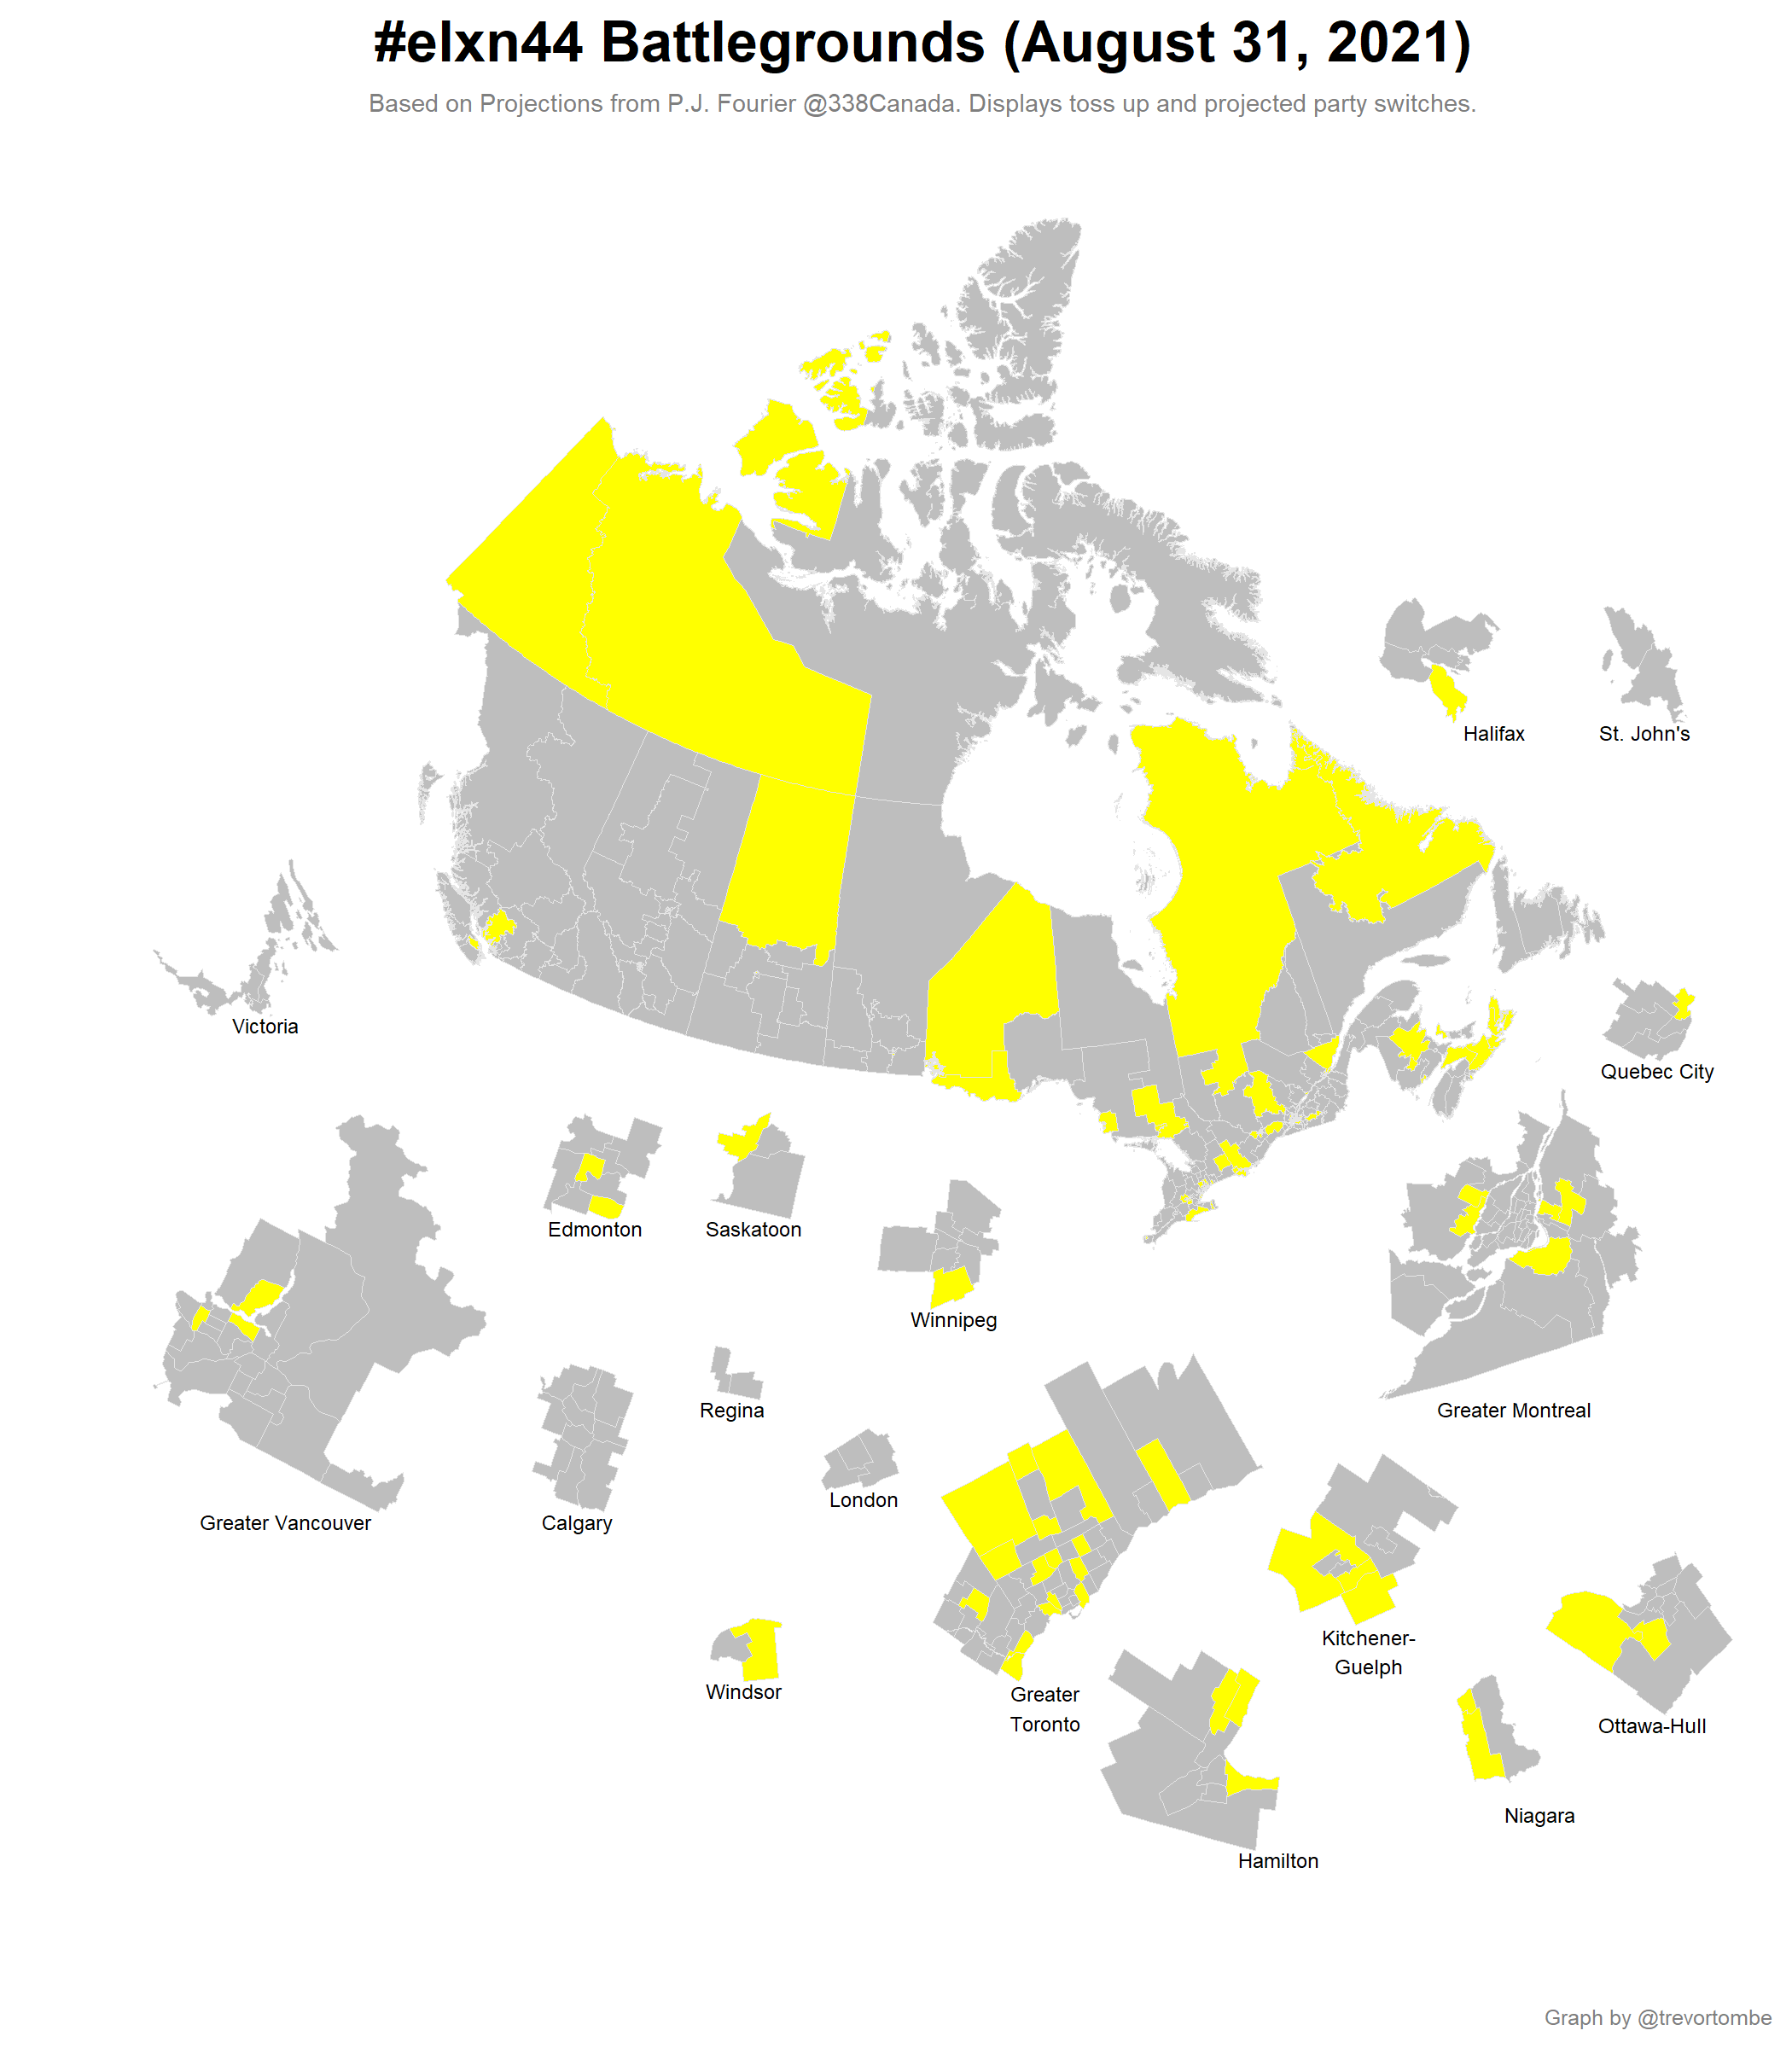 #elxn44 Battlegrounds (August 31, 2021)
Based on Projections from P.J. Fourier @338Canada. Displays toss up and projected party switches.
Halifax
St. John's
Victoria
Quebec City
Edmonton
Saskatoon
Winnipeg
Regina
Greater Montreal
London
Greater Vancouver
Calgary
Kitchener-
Guelph
Windsor
Greater
Toronto
Ottawa-Hull
Niagara
Hamilton
Graph by @trevortombe